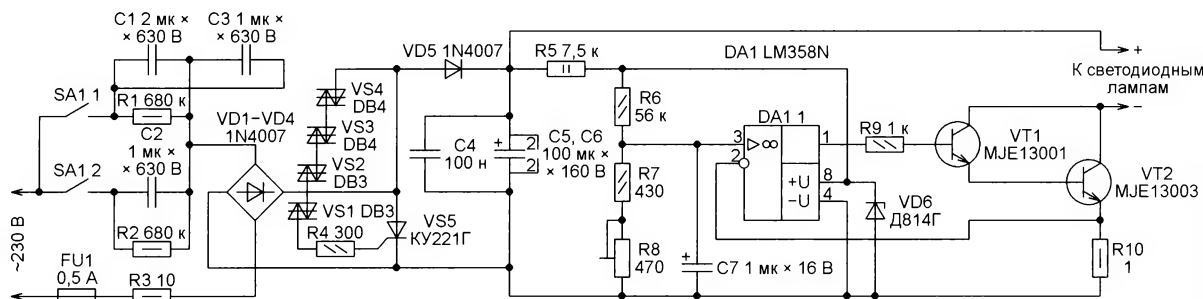 C1 2 мк ×
× 630 В
C3 1 мк ×
× 630 В
SA1.1
R1 680 к
C2
1 мк ×
× 630 В
SA1.2
R2 680 к
~230 В
FU1
0,5 А
R3 10
VD1–VD4
1N4007
VS4
DB4
VS3
DB4
VS2
DB3
VS1 DB3
R4 300
VS5
КУ221Г
VD5 1N4007
C4
100 н
+
2
2
C5, C6
100 мк ×
× 160 В
R5 7,5 к
R6
56 к
R7
430
R8
470
+
C7 1 мк × 16 В
DA1 LM358N
DA1.1
3
2
▷∞
1
+U
8
–U
4
VD6
Д814Г
R9 1 к
VT1
MJE13001
VT2
MJE13003
R10
1
+
К светодиодным
лампам
–